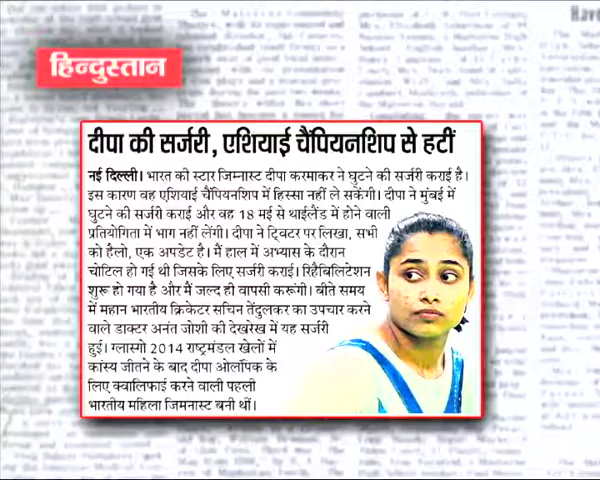 हिन्दुस्तान
दीपा की सर्जरी, एशियाई चैंपियनशिप से हटीं
नई दिल्ली। भारत की स्टार जिम्नास्ट दीपा करमाकर ने घुटने की सर्जरी कराई है।
इस कारण वह एशियाई चैंपियनशिप में हिस्सा नहीं ले सकेंगी। दीपा ने मुंबई में
घुटने की सर्जरी कराई और वह 18 मई से थाईलैंड में होने वाली
प्रतियोगिता में भाग नहीं लेंगी। दीपा ने ट्विटर पर लिखा, सभी
को हैलो, एक अपडेट है। मैं हाल में अभ्यास के दौरान
चोटिल हो गई थी जिसके लिए सर्जरी कराई। रिहैबिलिटेशन
शुरू हो गया है और मैं जल्द ही वापसी करूंगी। बीते समय
में महान भारतीय क्रिकेटर सचिन तेंदुलकर का उपचार करने
वाले डाक्टर अनंत जोशी की देखरेख में यह सर्जरी
हुई। ग्लास्गो 2014 राष्ट्रमंडल खेलों में
कांस्य जीतने के बाद दीपा ओलंपिक के
लिए क्वालिफाई करने वाली पहली
भारतीय महिला जिमनास्ट बनी थीं।